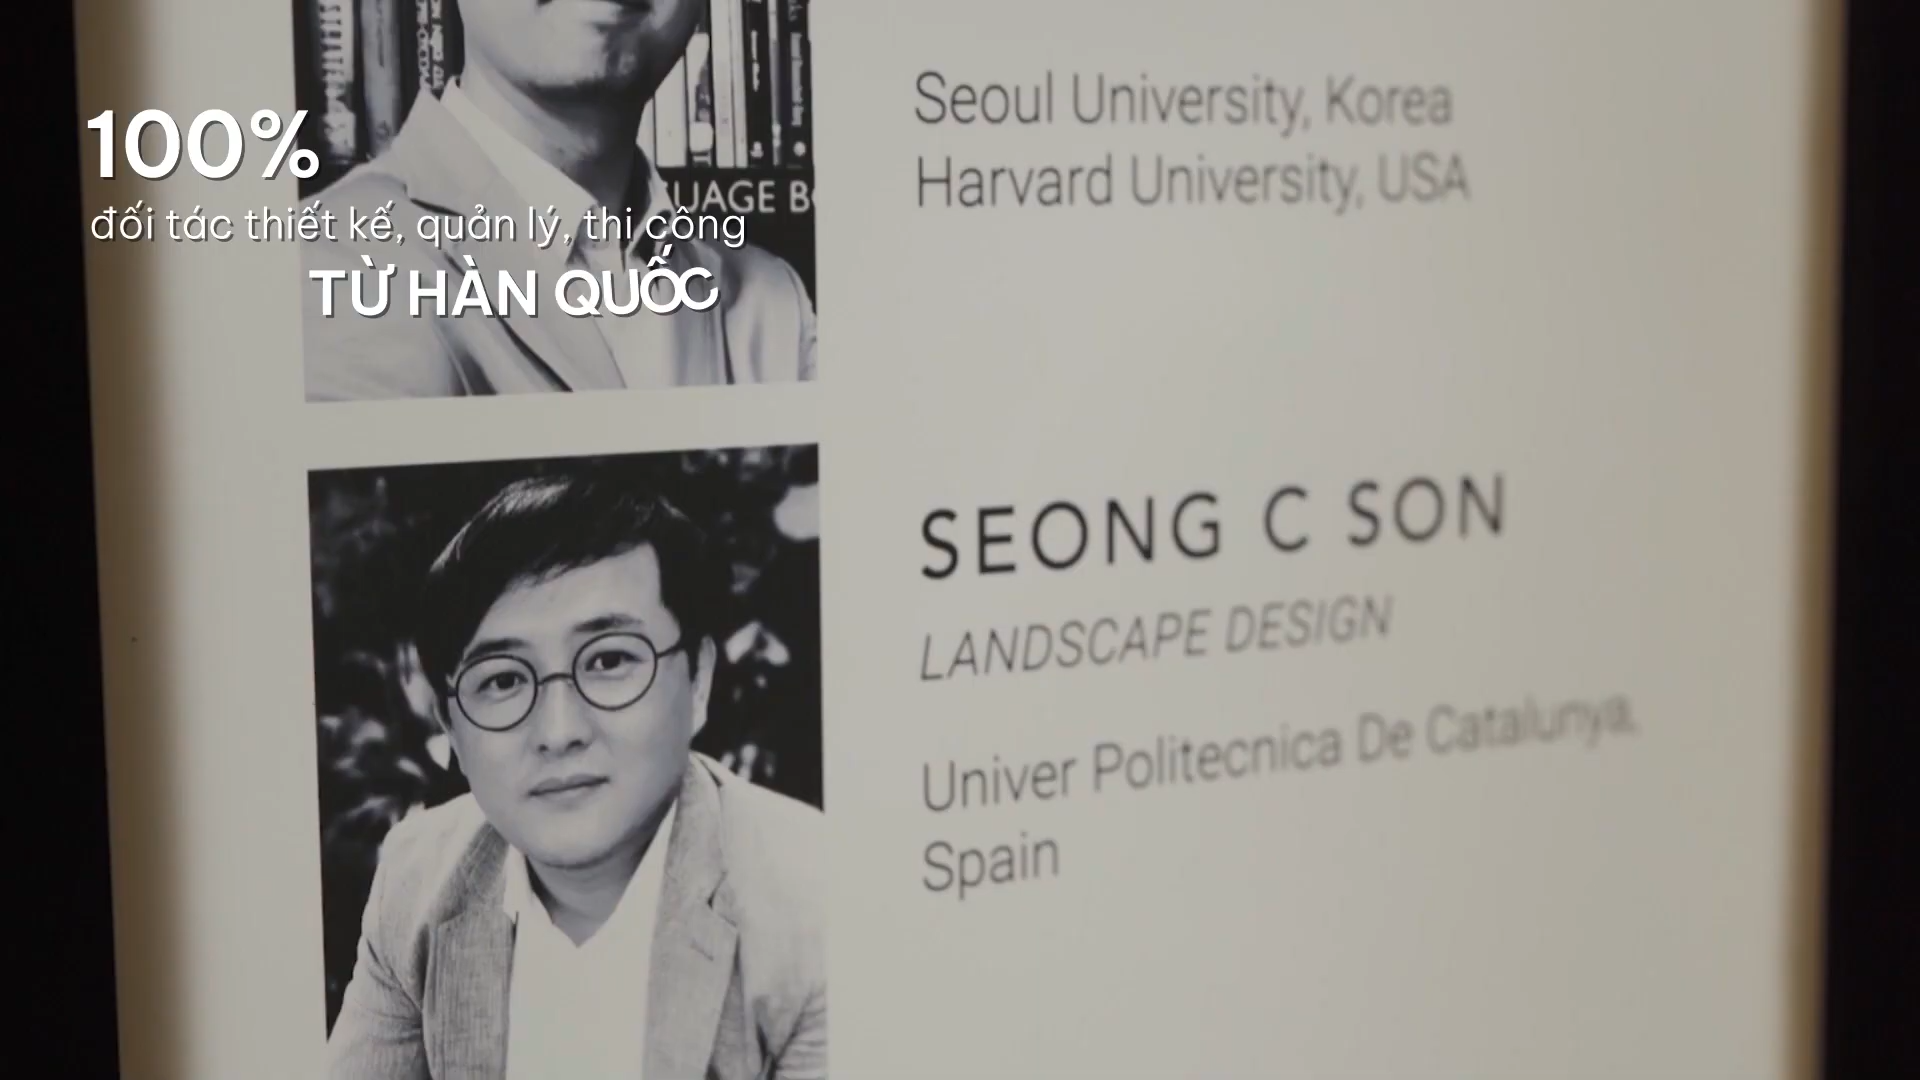 100%
đối tác thiết kế, quản lý, thi công
TỪ HÀN QUỐC
Seoul University, Korea
Harvard University, USA
SEONG C SON
LANDSCAPE DESIGN
Univer Politecnica De Catalunya,
Spain